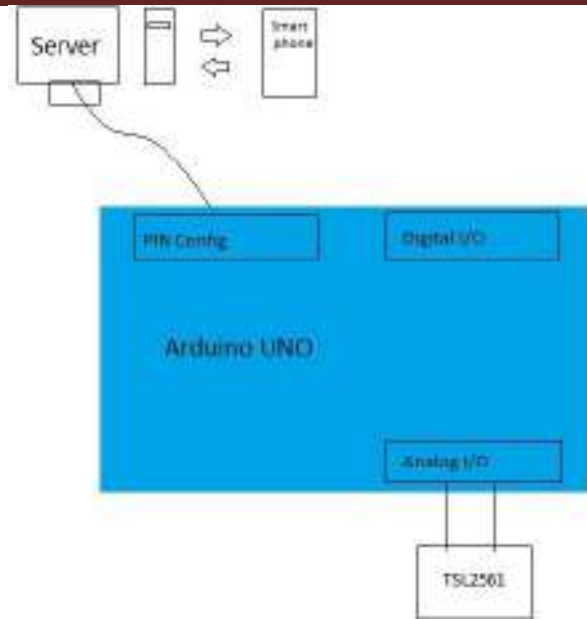 Server
Smart
phone
PIN Config
Digital I/O
Arduino UNO
Analog I/O
TSL2561